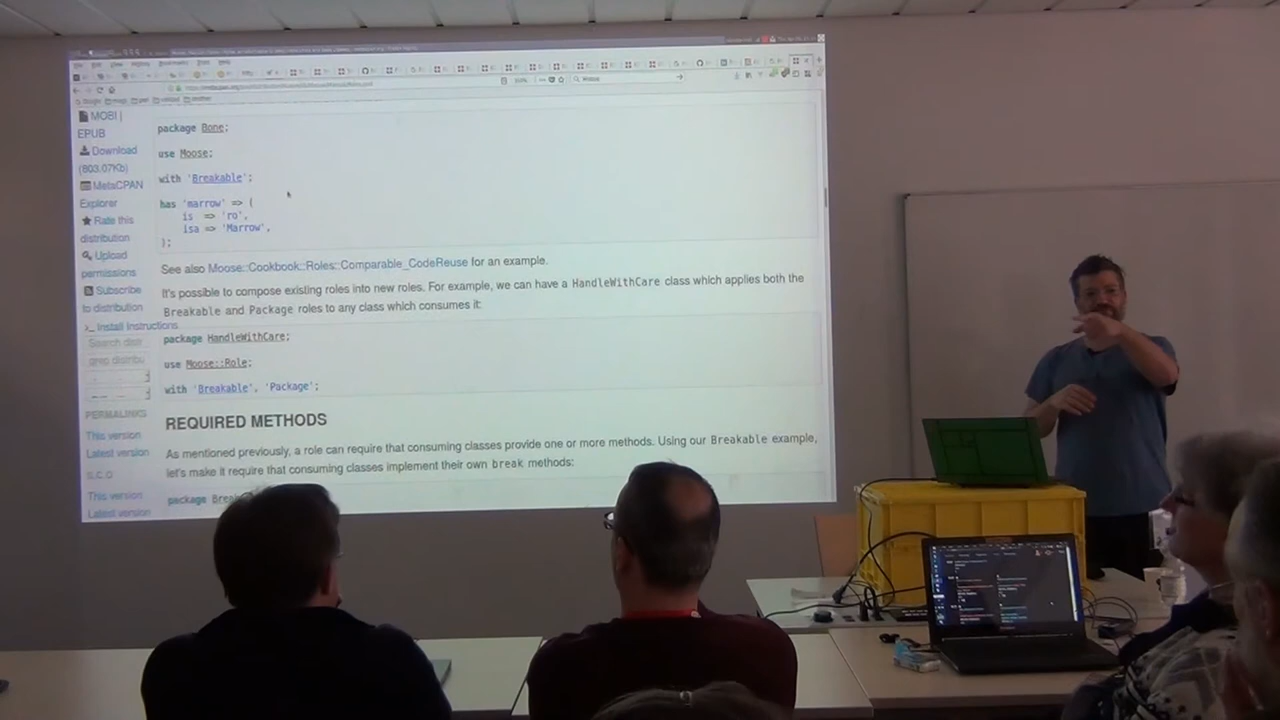 MOBI |
EPUB
Download
(603.07Kb)
MetaCPAN
Explorer
Rate this
distribution
Upload
permissions
Subscribe
to distribution
>_ Install Instructions
Search distr
grep distribu
PERMALINKS
This version
Latest version
S.C.O
This version
Latest version
package Bone;
use Moose;
with 'Breakable';
has 'marrow' => (
is => 'ro',
isa => 'Marrow',
);
See also Moose::Cookbook::Roles::Comparable_CodeReuse for an example.
It's possible to compose existing roles into new roles. For example, we can have a HandleWithCare class which applies both the
Breakable and Package roles to any class which consumes it:
package HandleWithCare;
use Moose::Role;
with 'Breakable', 'Package';
REQUIRED METHODS
As mentioned previously, a role can require that consuming classes provide one or more methods. Using our Breakable example,
let's make it require that consuming classes implement their own break methods:
package Break